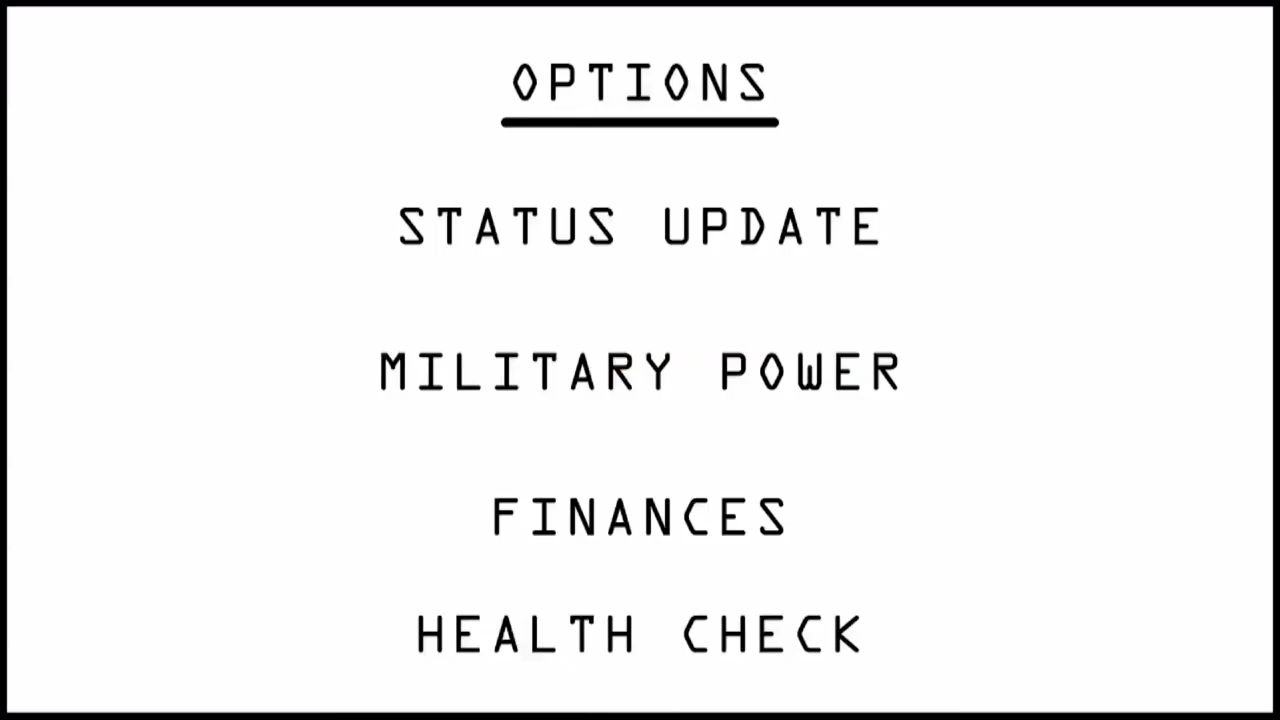 OPTIONS
STATUS UPDATE
MILITARY POWER
FINANCES
HEALTH CHECK